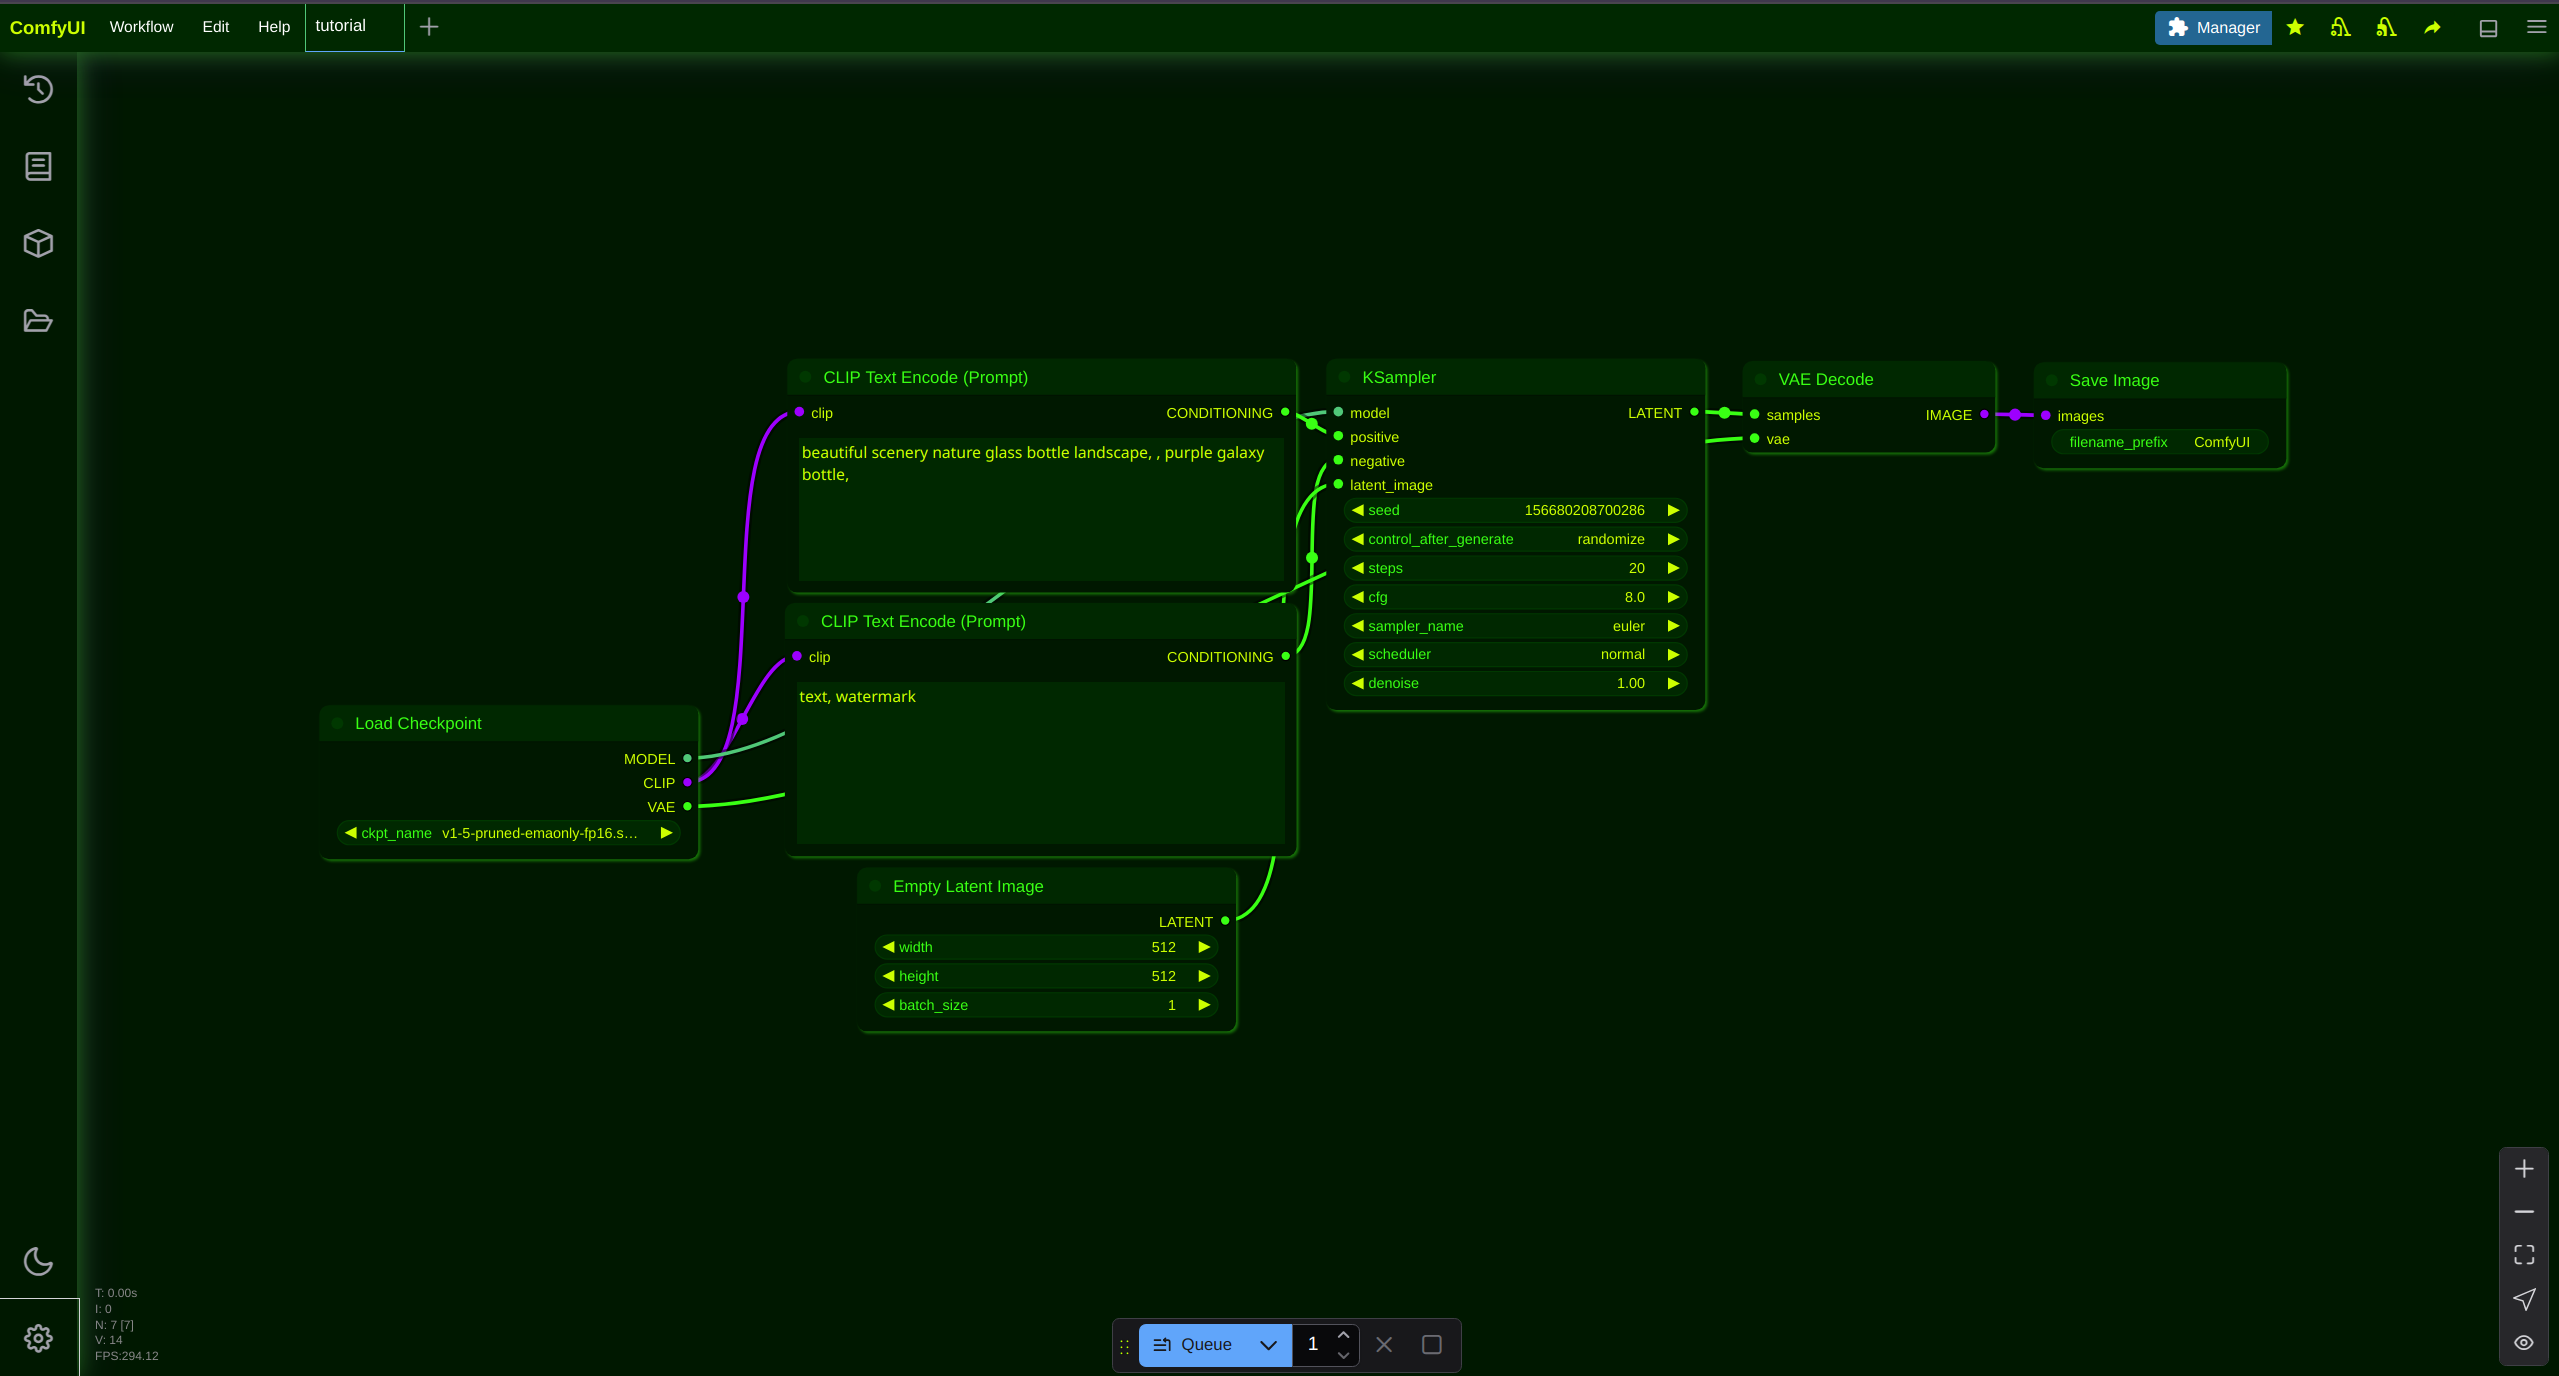 ComfyUI Workflow Edit Help tutorial Manager
CLIP Text Encode (Prompt)
clip CONDITIONING
beautiful scenery nature glass bottle landscape, , purple galaxy
bottle,
KSampler
model LATENT
positive
negative
latent_image
seed 156680208700286
control_after_generate randomize
steps 20
cfg 8.0
sampler_name euler
scheduler normal
denoise 1.00
VAE Decode
samples IMAGE
vae
Save Image
images
filename_prefix ComfyUI
CLIP Text Encode (Prompt)
clip CONDITIONING
text, watermark
Load Checkpoint
MODEL
CLIP
VAE
ckpt_name v1-5-pruned-emaonly-fp16.s...
Empty Latent Image
LATENT
width 512
height 512
batch_size 1
T: 0.00s
I: 0
N: 7 [7]
V: 14
FPS:294.12
Queue 1